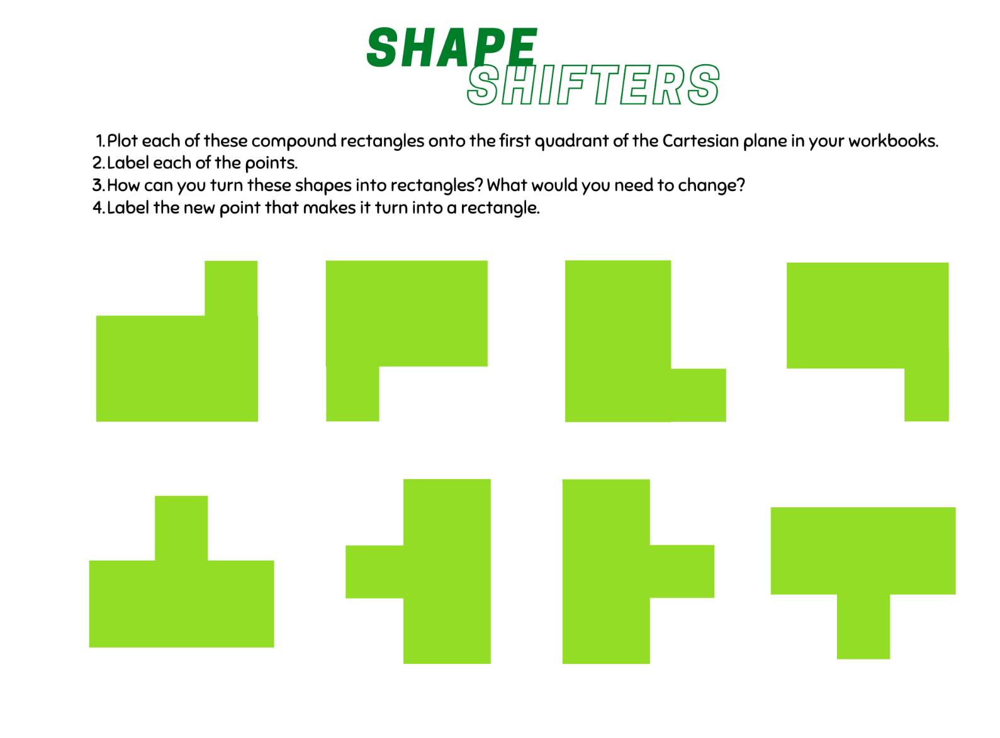 SHAPE
SHIFTERS
1.Plot each of these compound rectangles onto the first quadrant of the Cartesian plane in your workbooks.
2.Label each of the points.
3.How can you turn these shapes into rectangles? What would you need to change?
4.Label the new point that makes it turn into a rectangle.